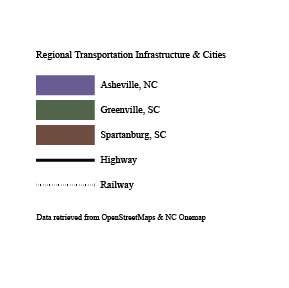 Regional Transportation Infrastructure & Cities
Asheville, NC
Greenville, SC
Spartanburg, SC
Highway
Railway
Data retrieved from OpenStreetMaps & NC Onemap